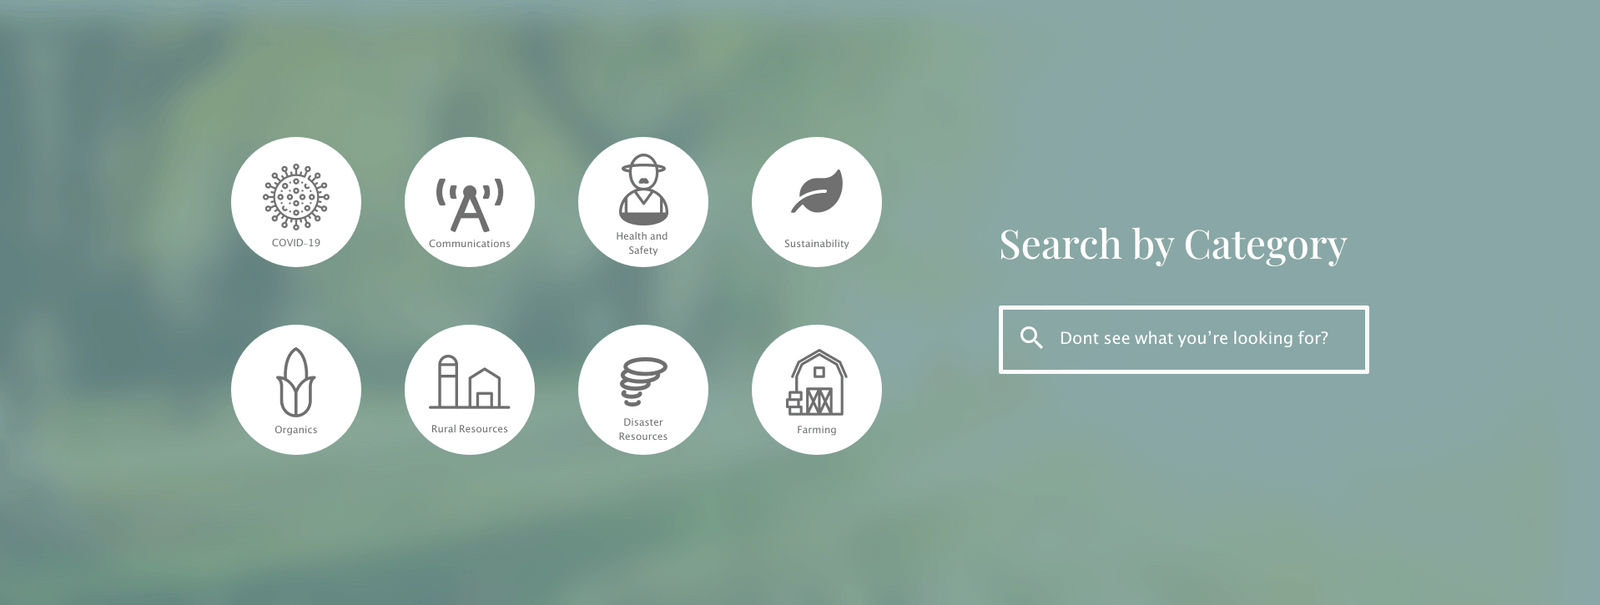 COVID-19
Communications
Health and
Safety
Sustainability
Organics
Rural Resources
Disaster
Resources
Farming
Search by Category
Dont see what you’re looking for?